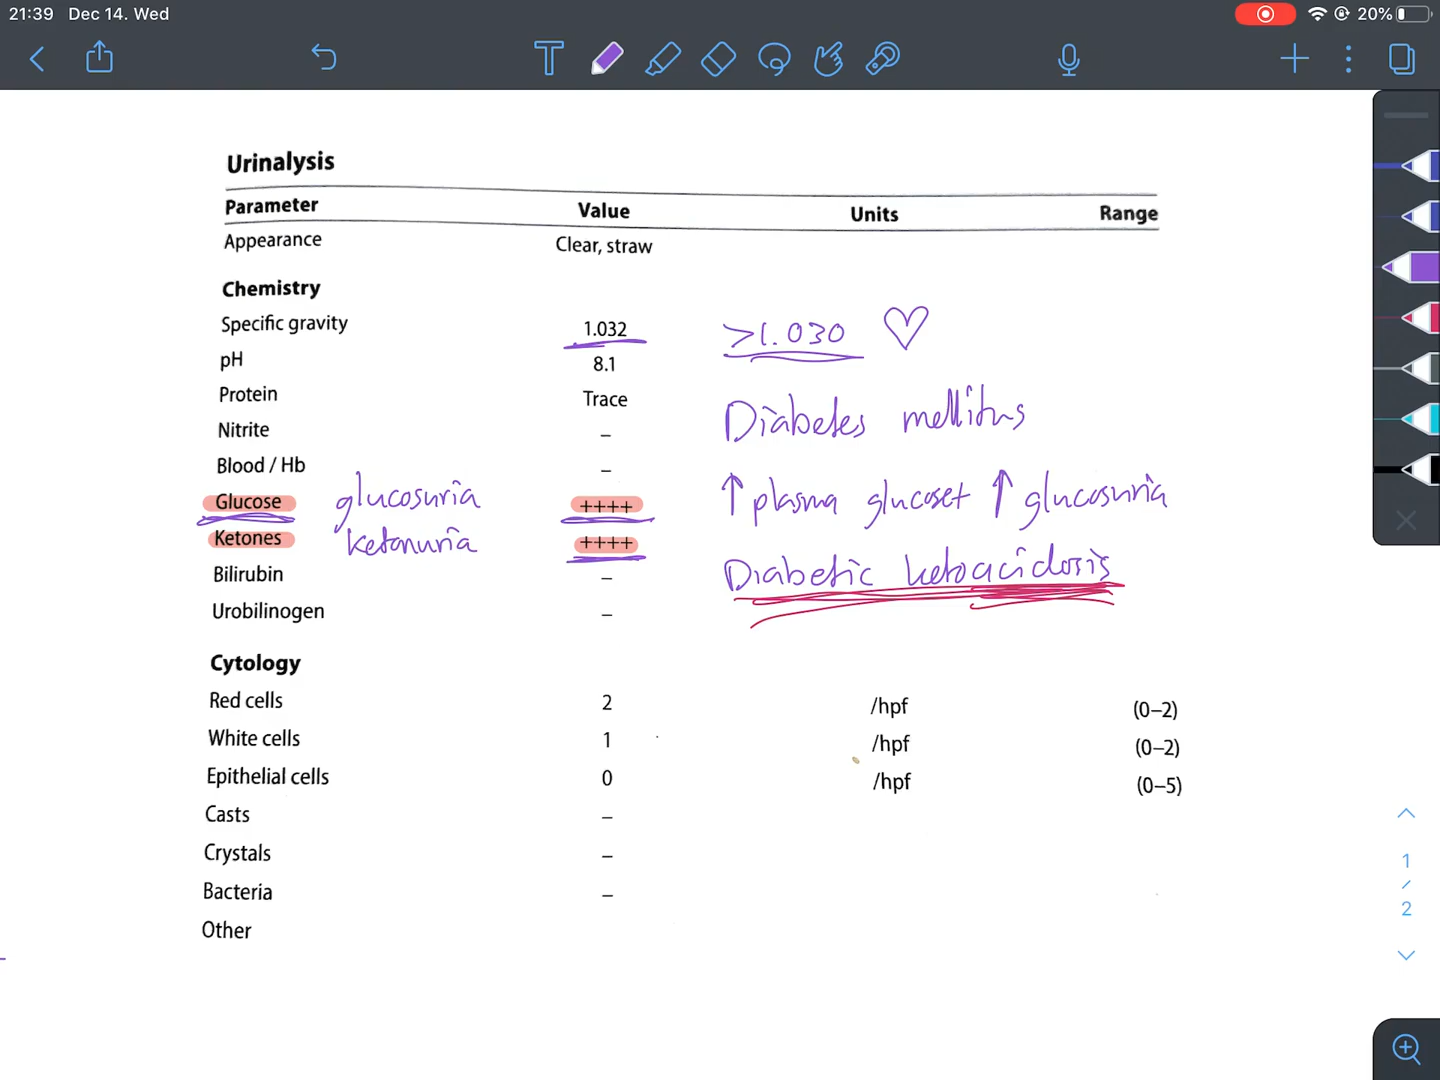 21:39 Dec 14. Wed 20%
Urinalysis
Parameter Value Units Range
Appearance Clear, straw
Chemistry
Specific gravity 1.032 >1.030 ♡
pH 8.1
Protein Trace Diabetes mellitus
Nitrite –
Blood / Hb –
Glucose glucosuria ++++ ↑ plasma glucose+ ↑ glucosuria
Ketones ketonuria ++++
Bilirubin – Diabetic ketoacidosis
Urobilinogen –
Cytology
Red cells 2 /hpf (0–2)
White cells 1 /hpf (0–2)
Epithelial cells 0 /hpf (0–5)
Casts –
Crystals –
Bacteria –
Other
1
/
2